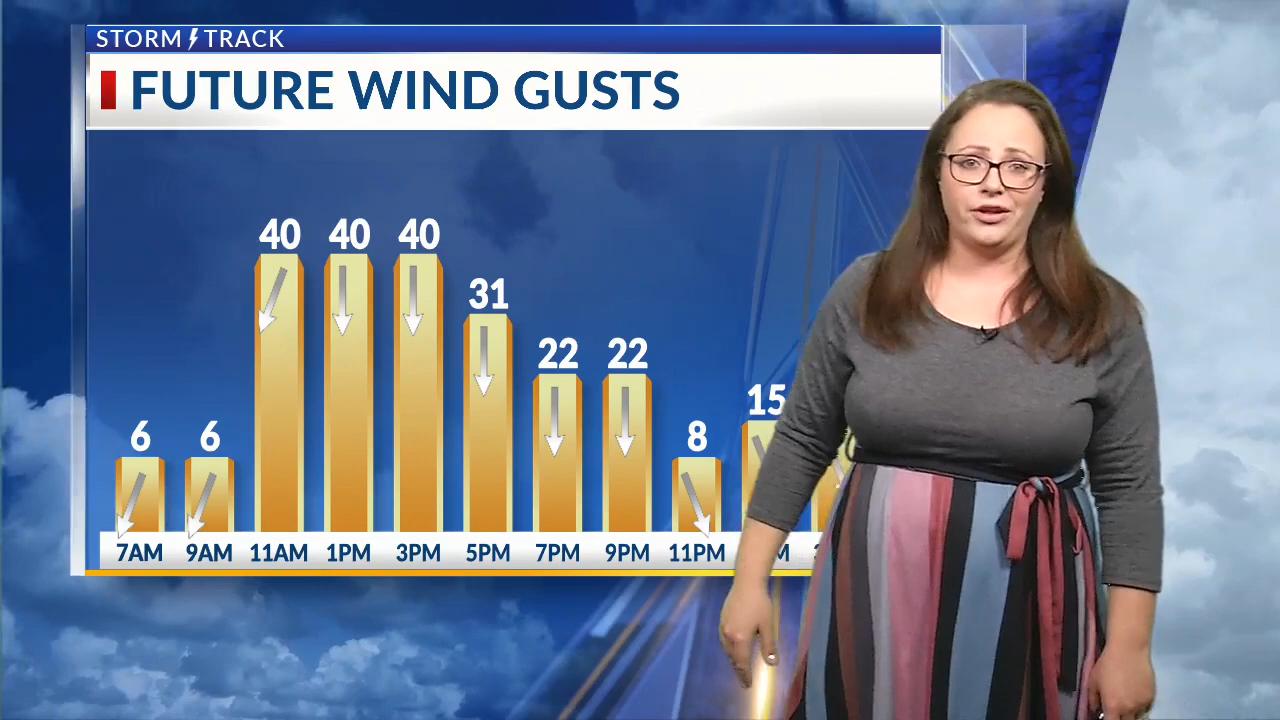 STORM TRACK
FUTURE WIND GUSTS
40 40 40
31
22 22
15
6 6 8
7AM 9AM 11AM 1PM 3PM 5PM 7PM 9PM 11PM